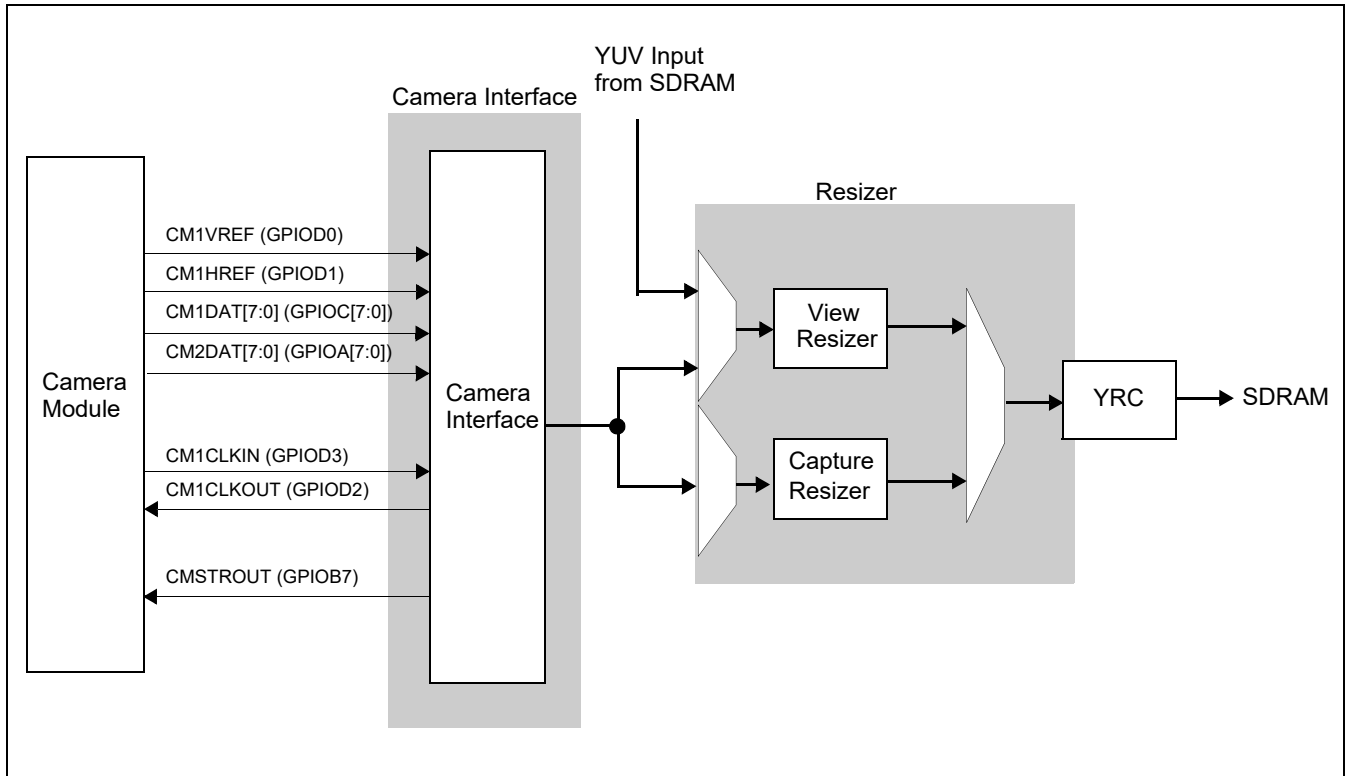 YUV Input
from SDRAM
Camera Interface
Resizer
CM1VREF (GPIOD0)
CM1HREF (GPIOD1)
CM1DAT[7:0] (GPIOC[7:0])
CM2DAT[7:0] (GPIOA[7:0])
Camera
Module
CM1CLKIN (GPIOD3)
CM1CLKOUT (GPIOD2)
CMSTROUT (GPIOB7)
Camera
Interface
View
Resizer
Capture
Resizer
YRC
SDRAM